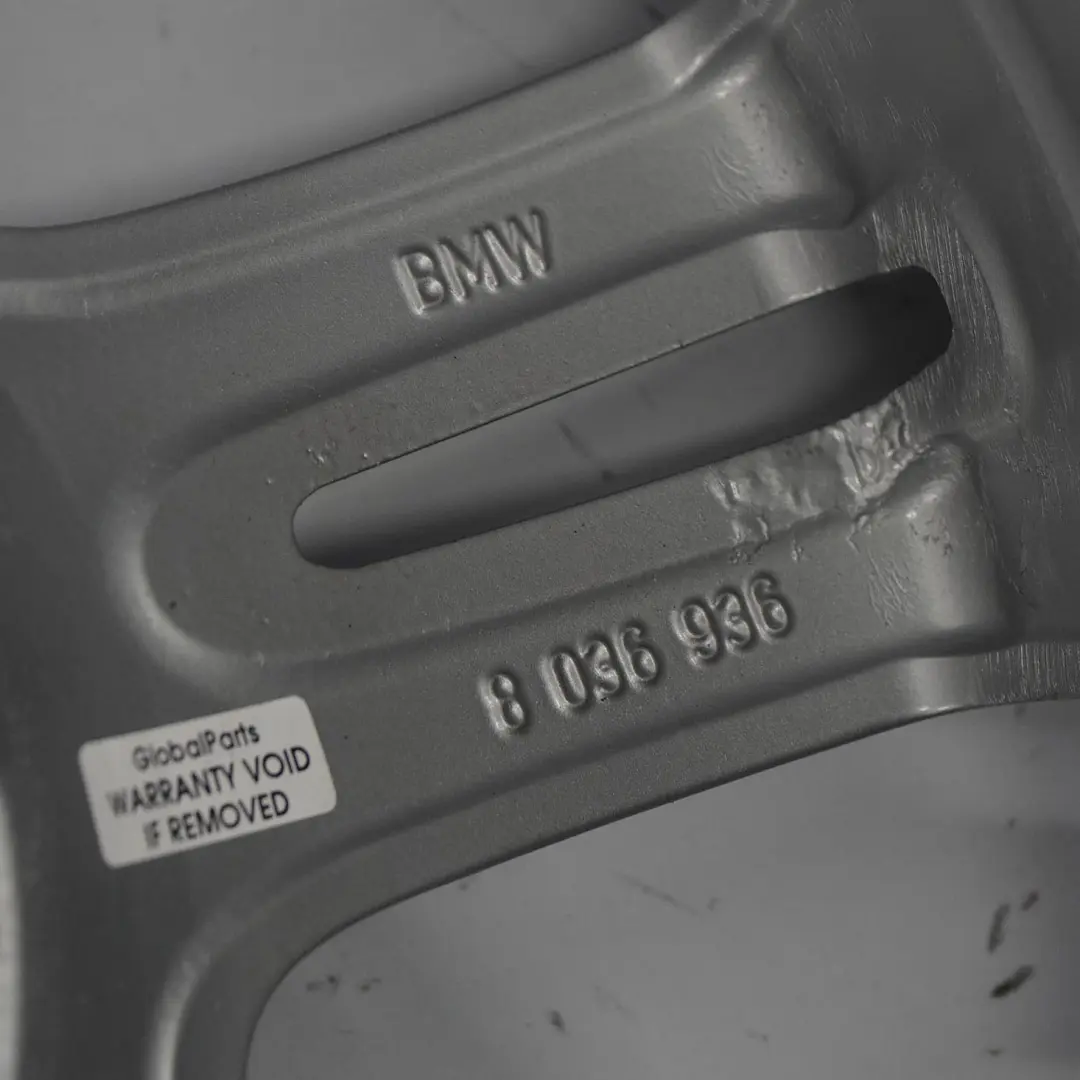 BMW
8 036 936
GlobalParts
WARRANTY VOID
IF REMOVED